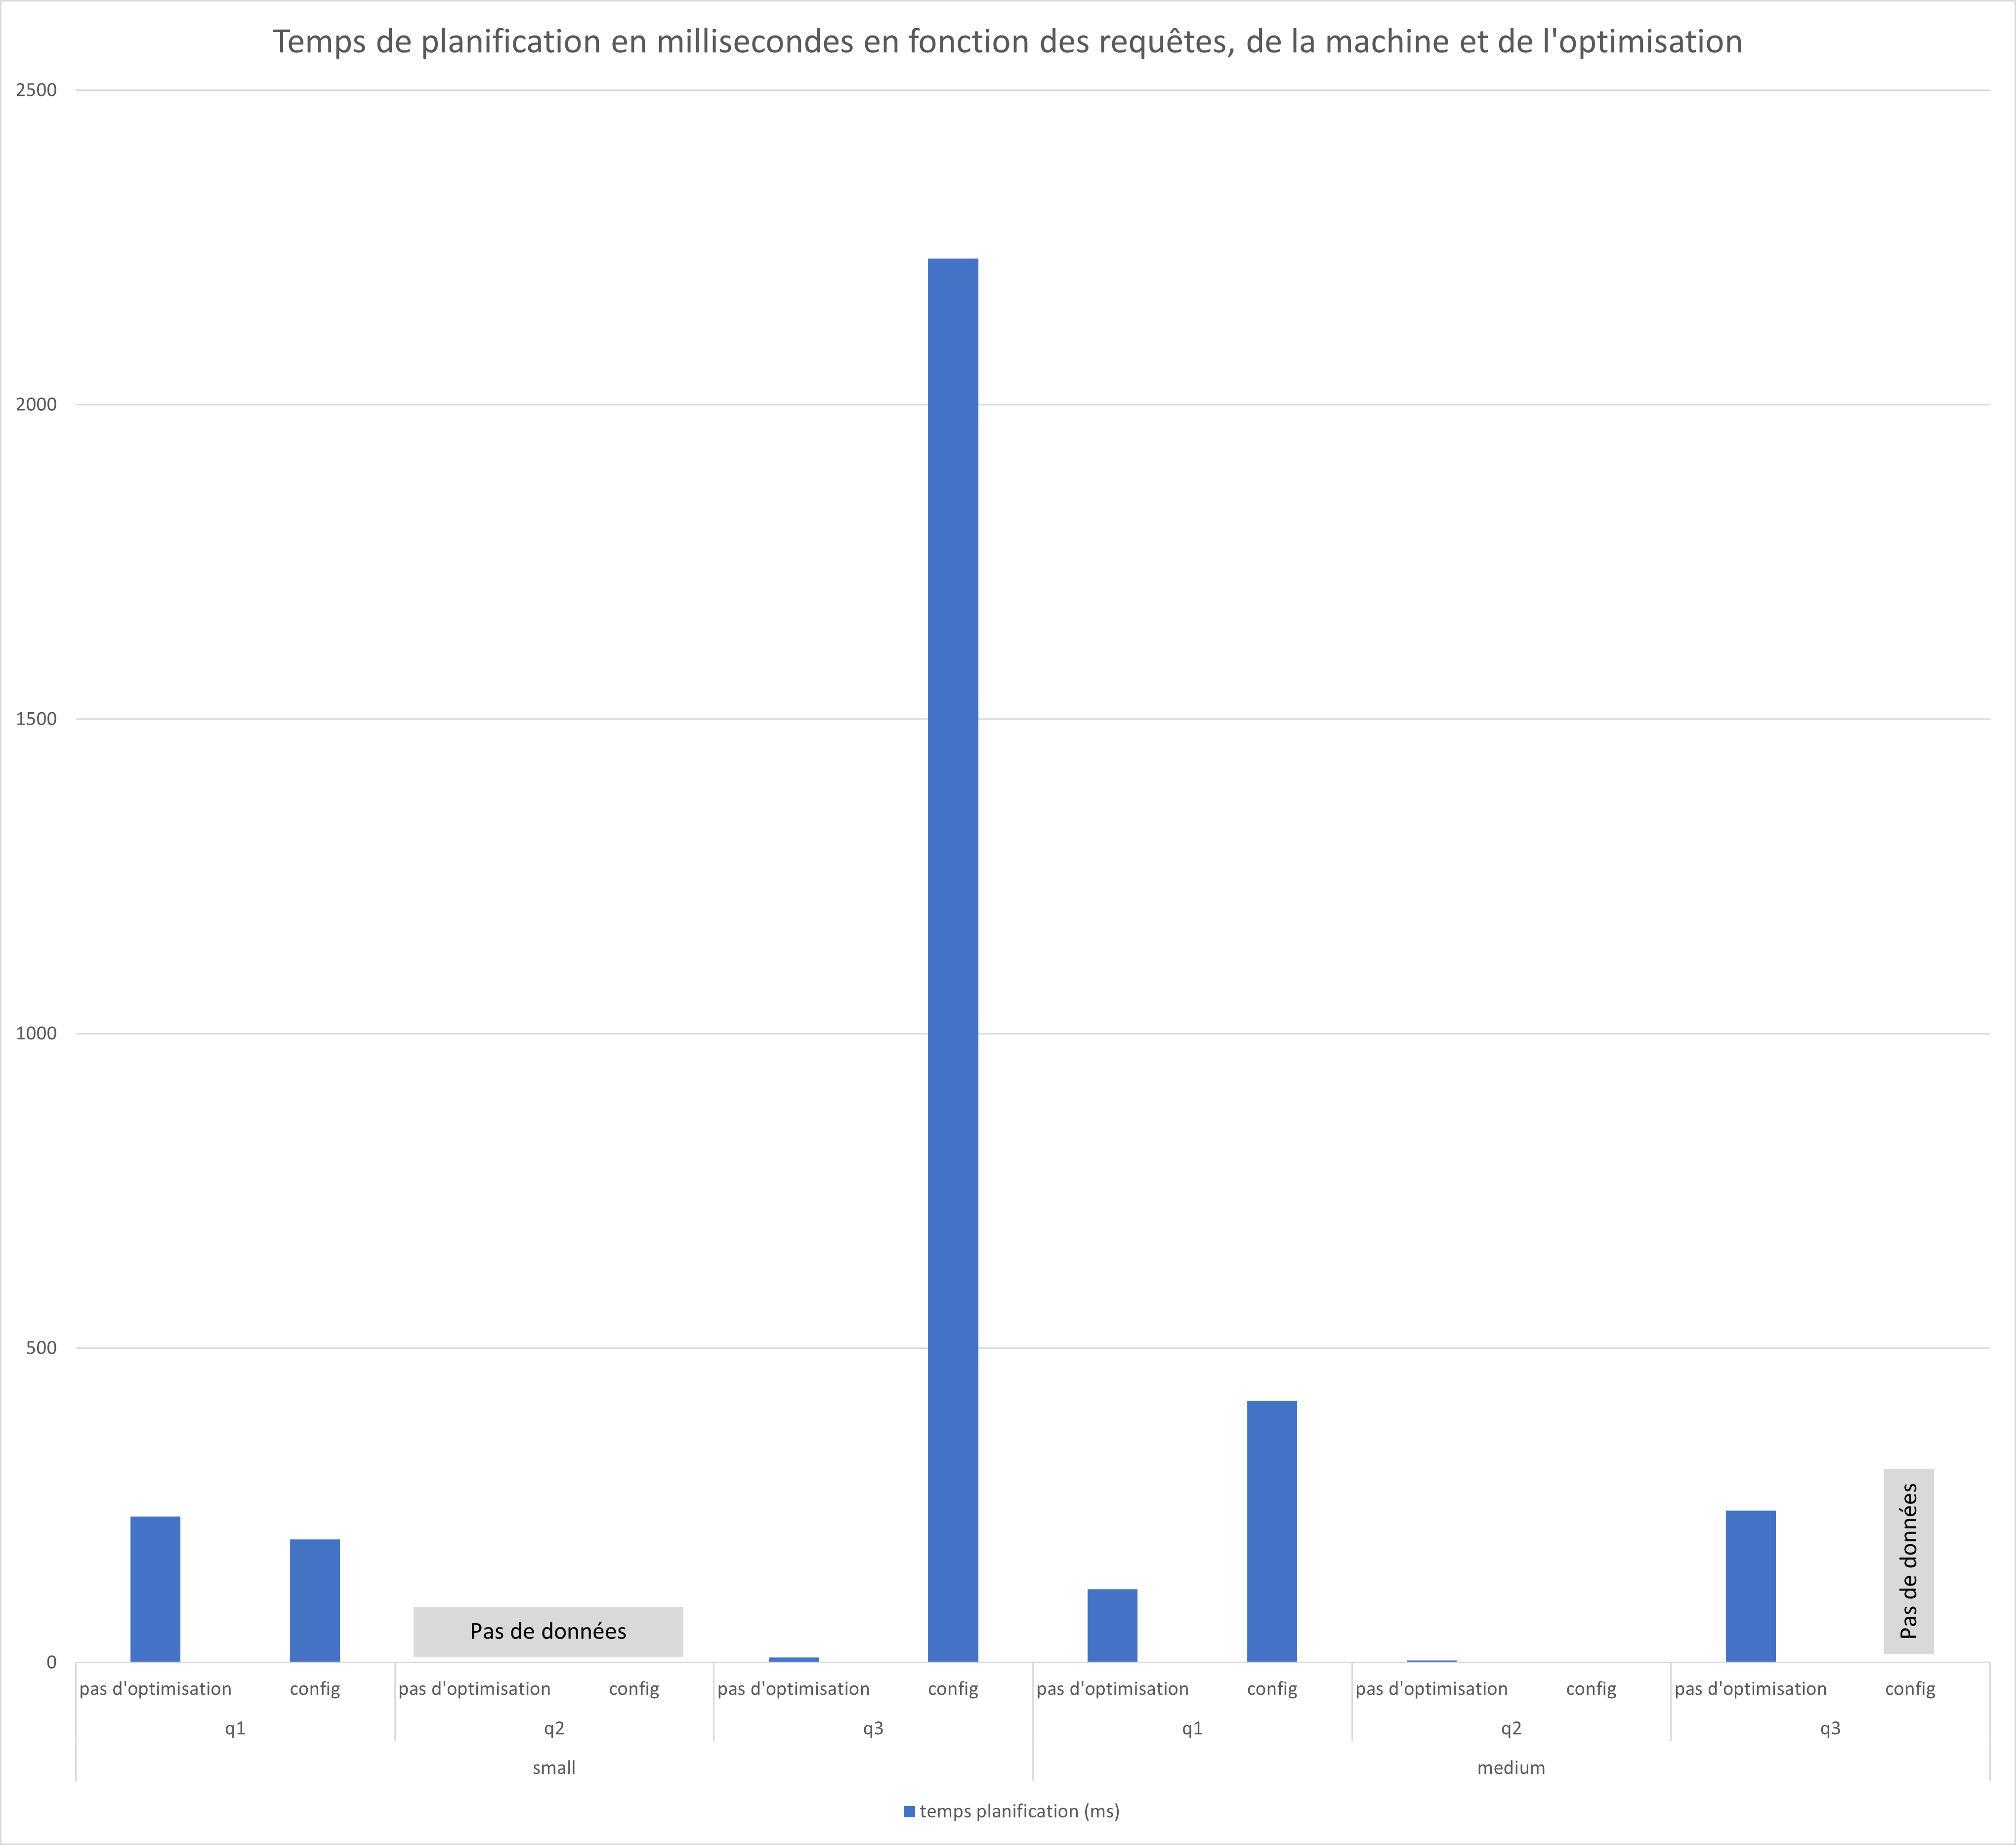 Temps de planification en millisecondes en fonction des requêtes, de la machine et de l'optimisation
2500
2000
1500
1000
500
0
Pas de données
Pas de données
pas d'optimisation config pas d'optimisation config pas d'optimisation config pas d'optimisation config pas d'optimisation config pas d'optimisation config
q1 q2 q3 q1 q2 q3
small medium
temps planification (ms)